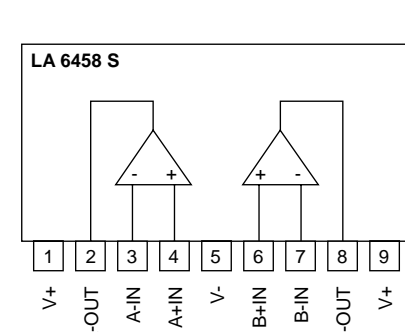 LA 6458 S
- +
+ -
1 2 3 4 5 6 7 8 9
V+
-OUT
A-IN
A+IN
V-
B+IN
B-IN
-OUT
V+